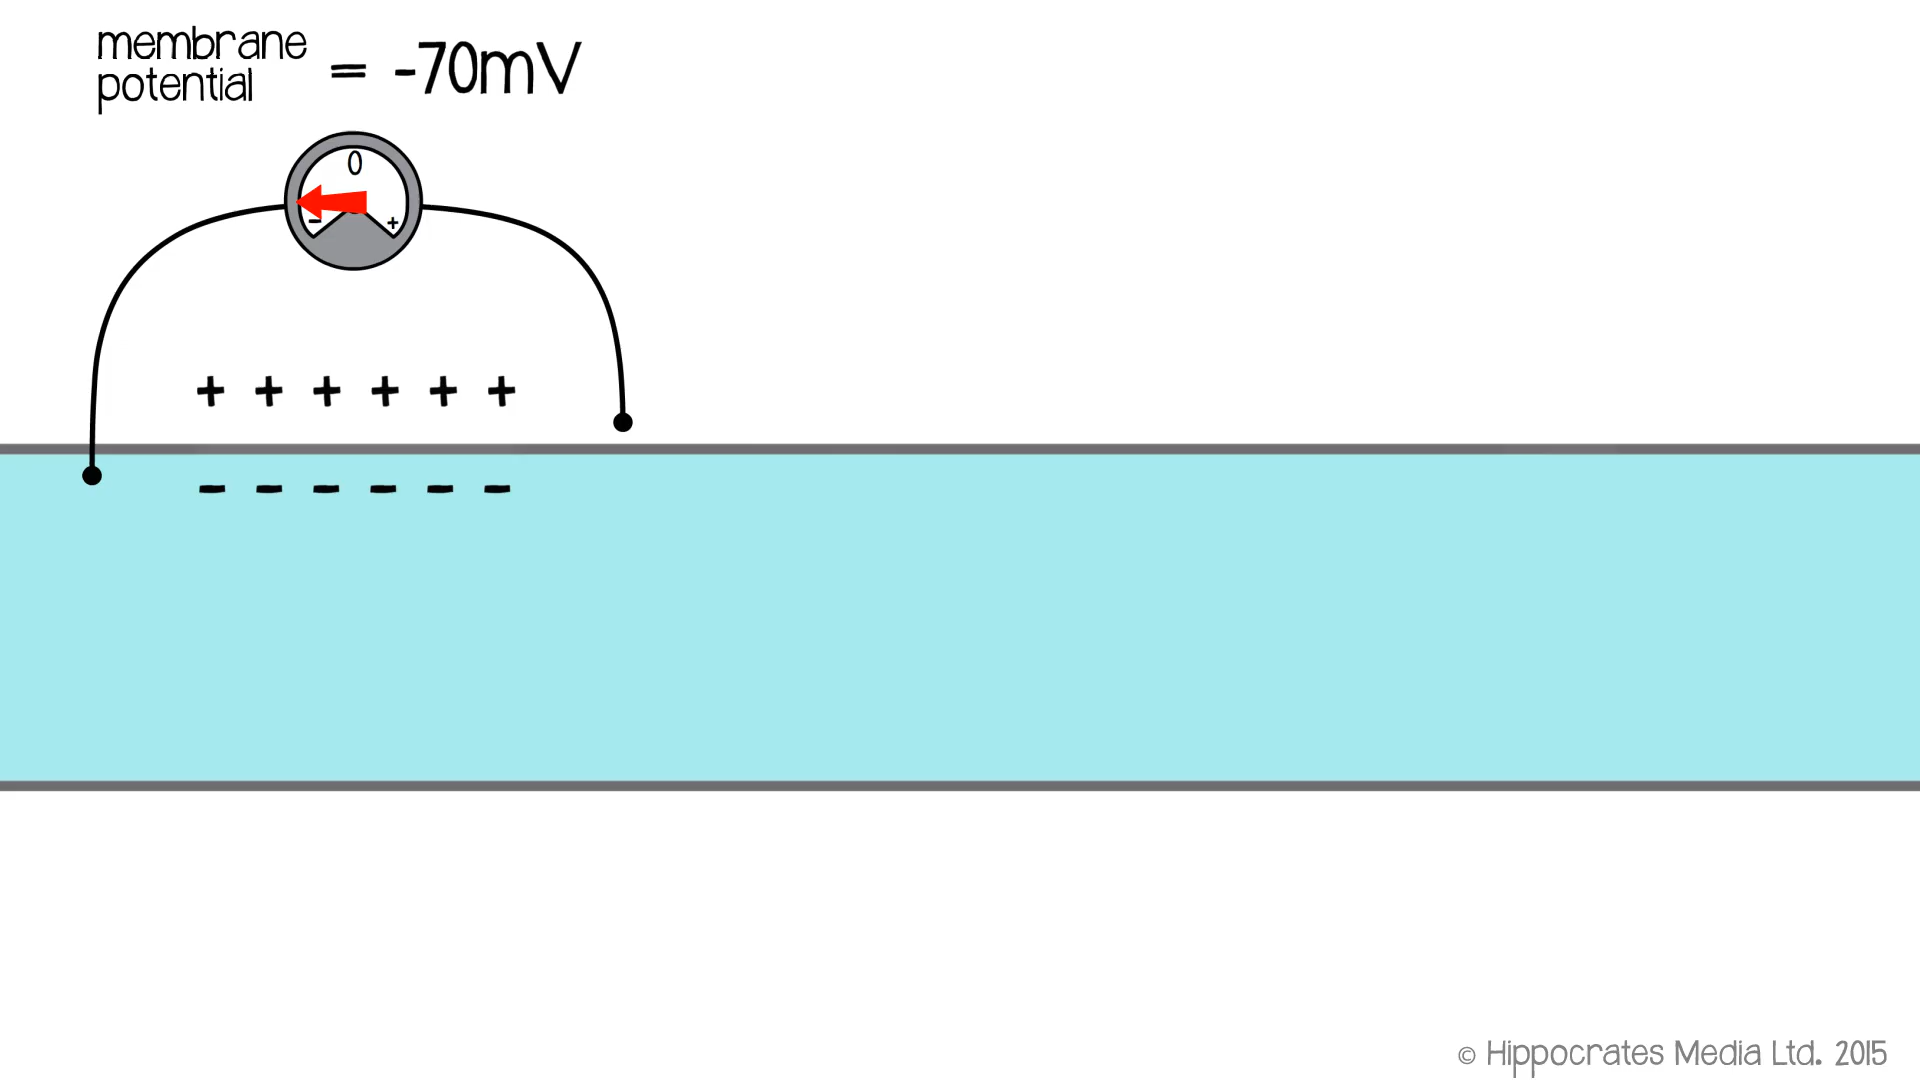 membrane
potential = -70mV
0
- +
+ + + + + +
- - - - - -
© Hippocrates Media Ltd. 2015